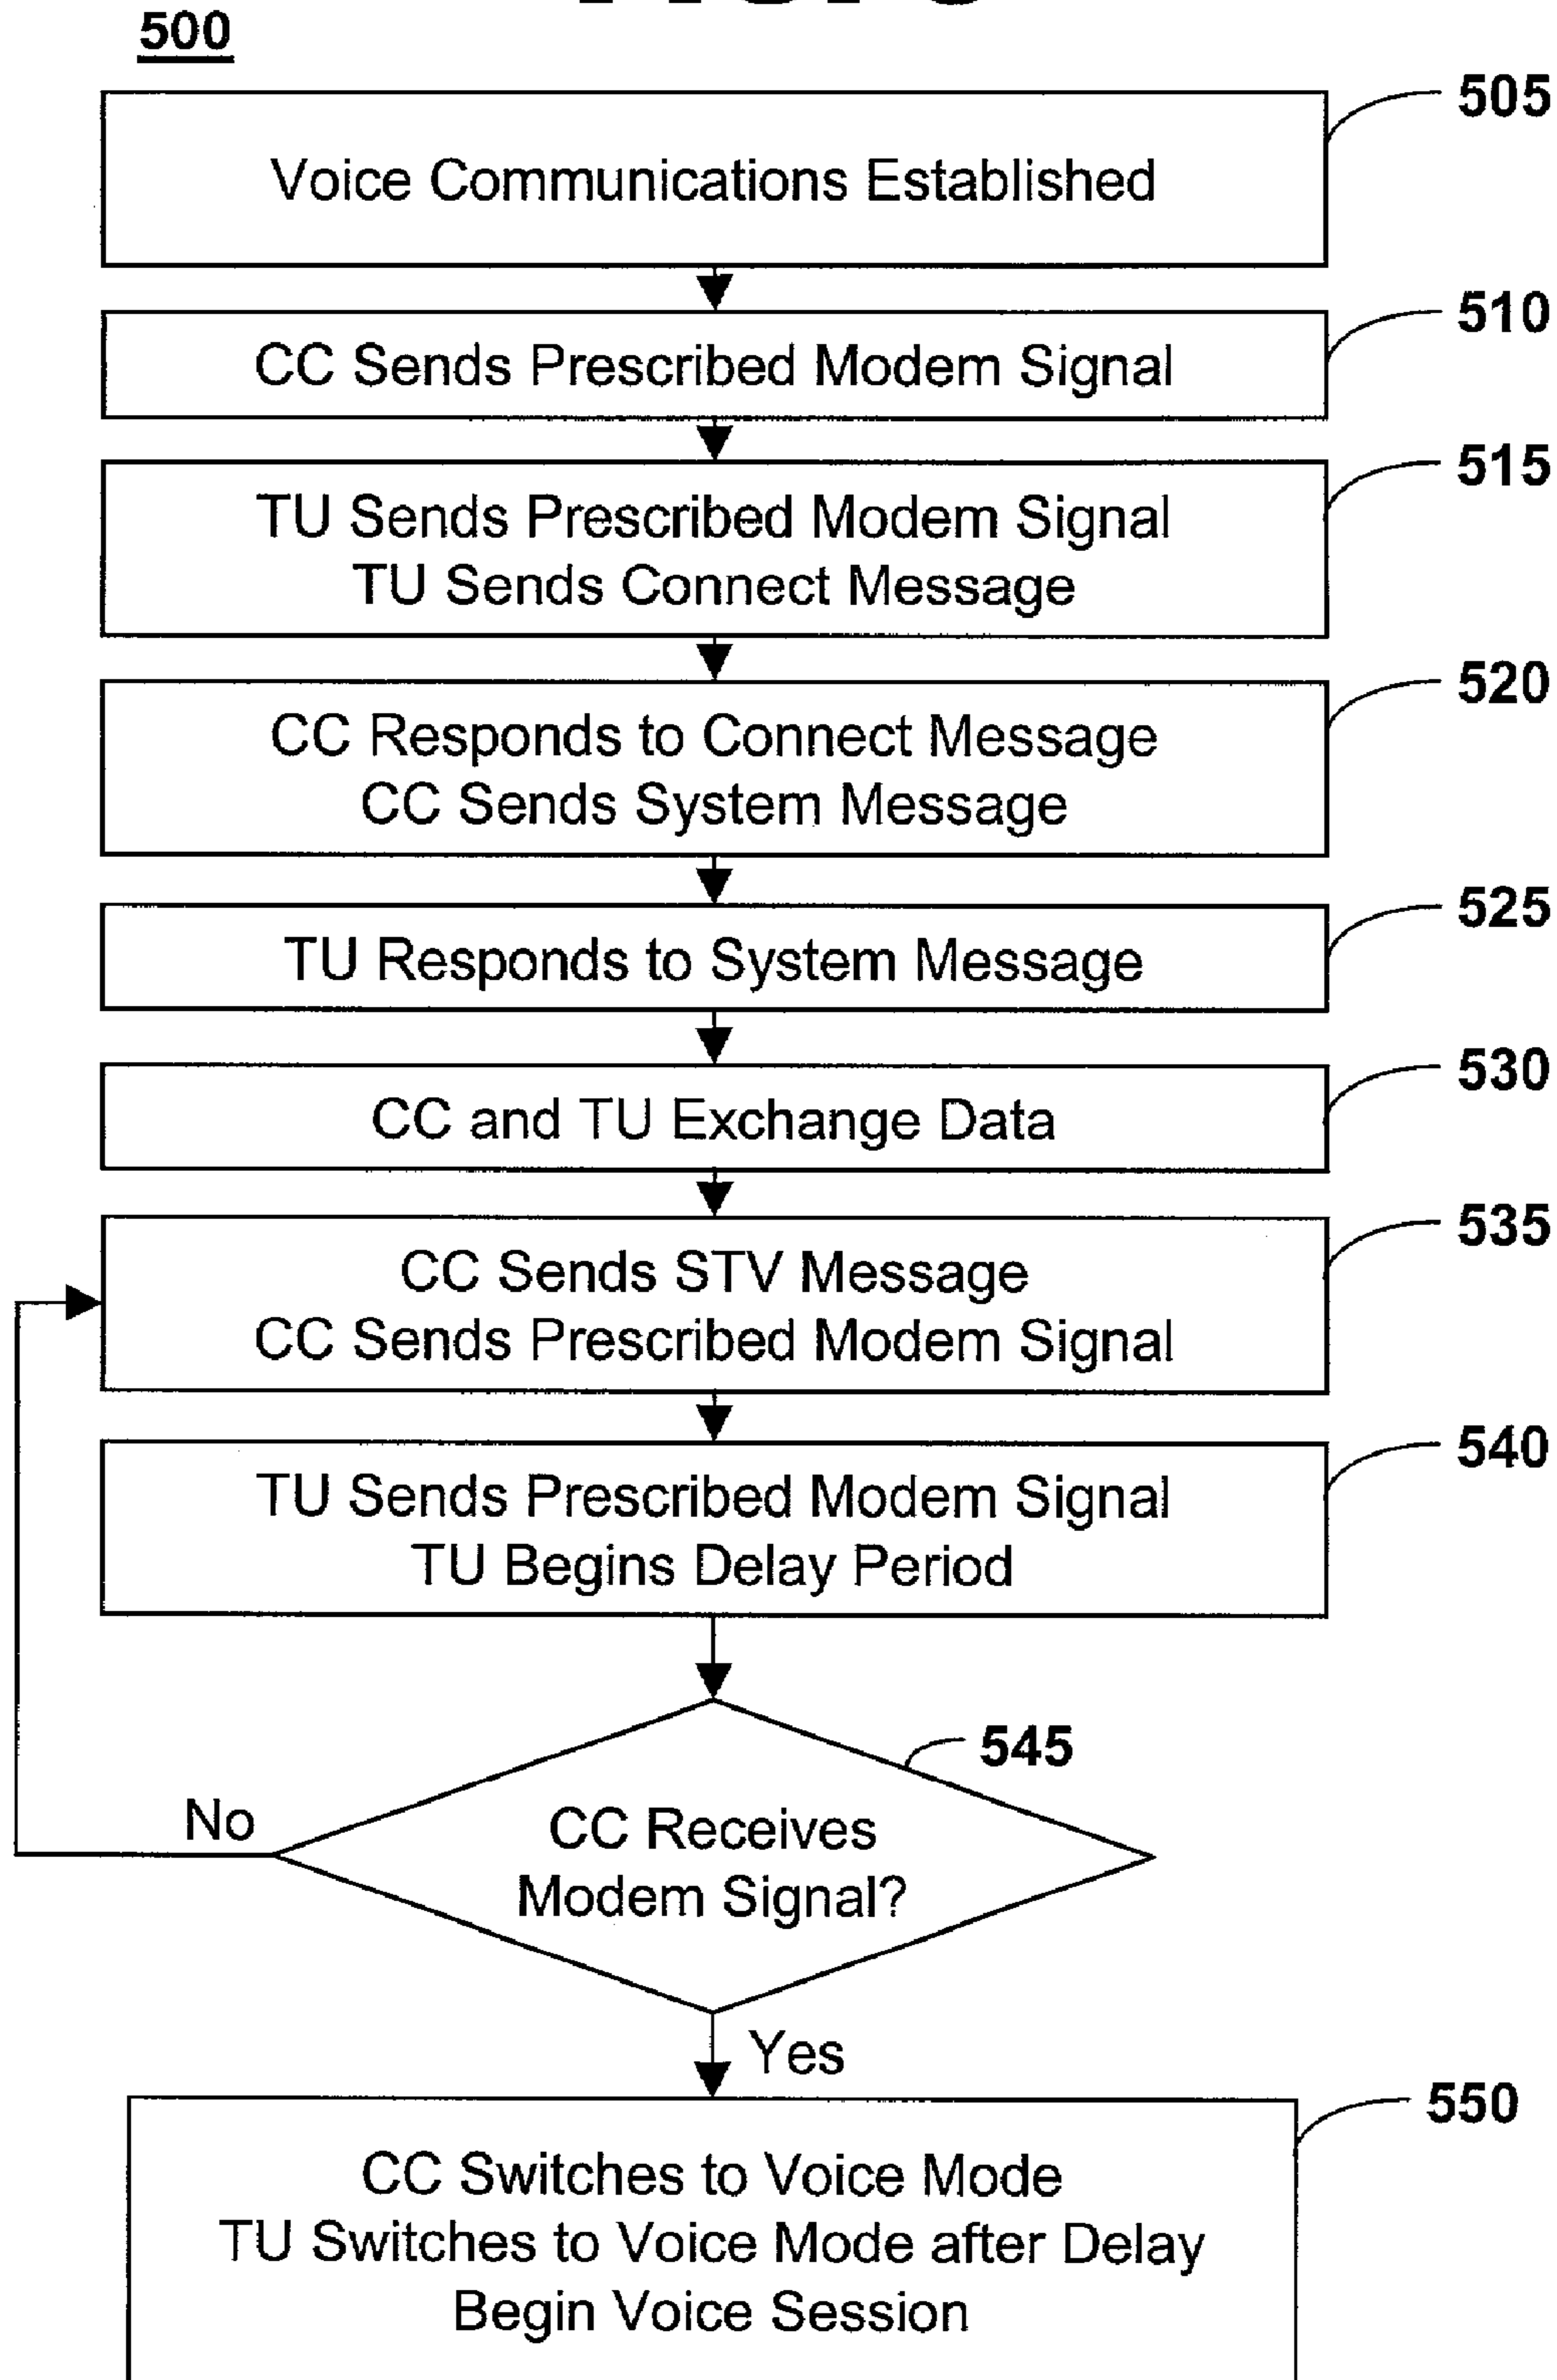 500
505
Voice Communications Established
510
CC Sends Prescribed Modem Signal
515
TU Sends Prescribed Modem Signal
TU Sends Connect Message
520
CC Responds to Connect Message
CC Sends System Message
525
TU Responds to System Message
530
CC and TU Exchange Data
535
CC Sends STV Message
CC Sends Prescribed Modem Signal
540
TU Sends Prescribed Modem Signal
TU Begins Delay Period
545
No
CC Receives
Modem Signal?
Yes
550
CC Switches to Voice Mode
TU Switches to Voice Mode after Delay
Begin Voice Session